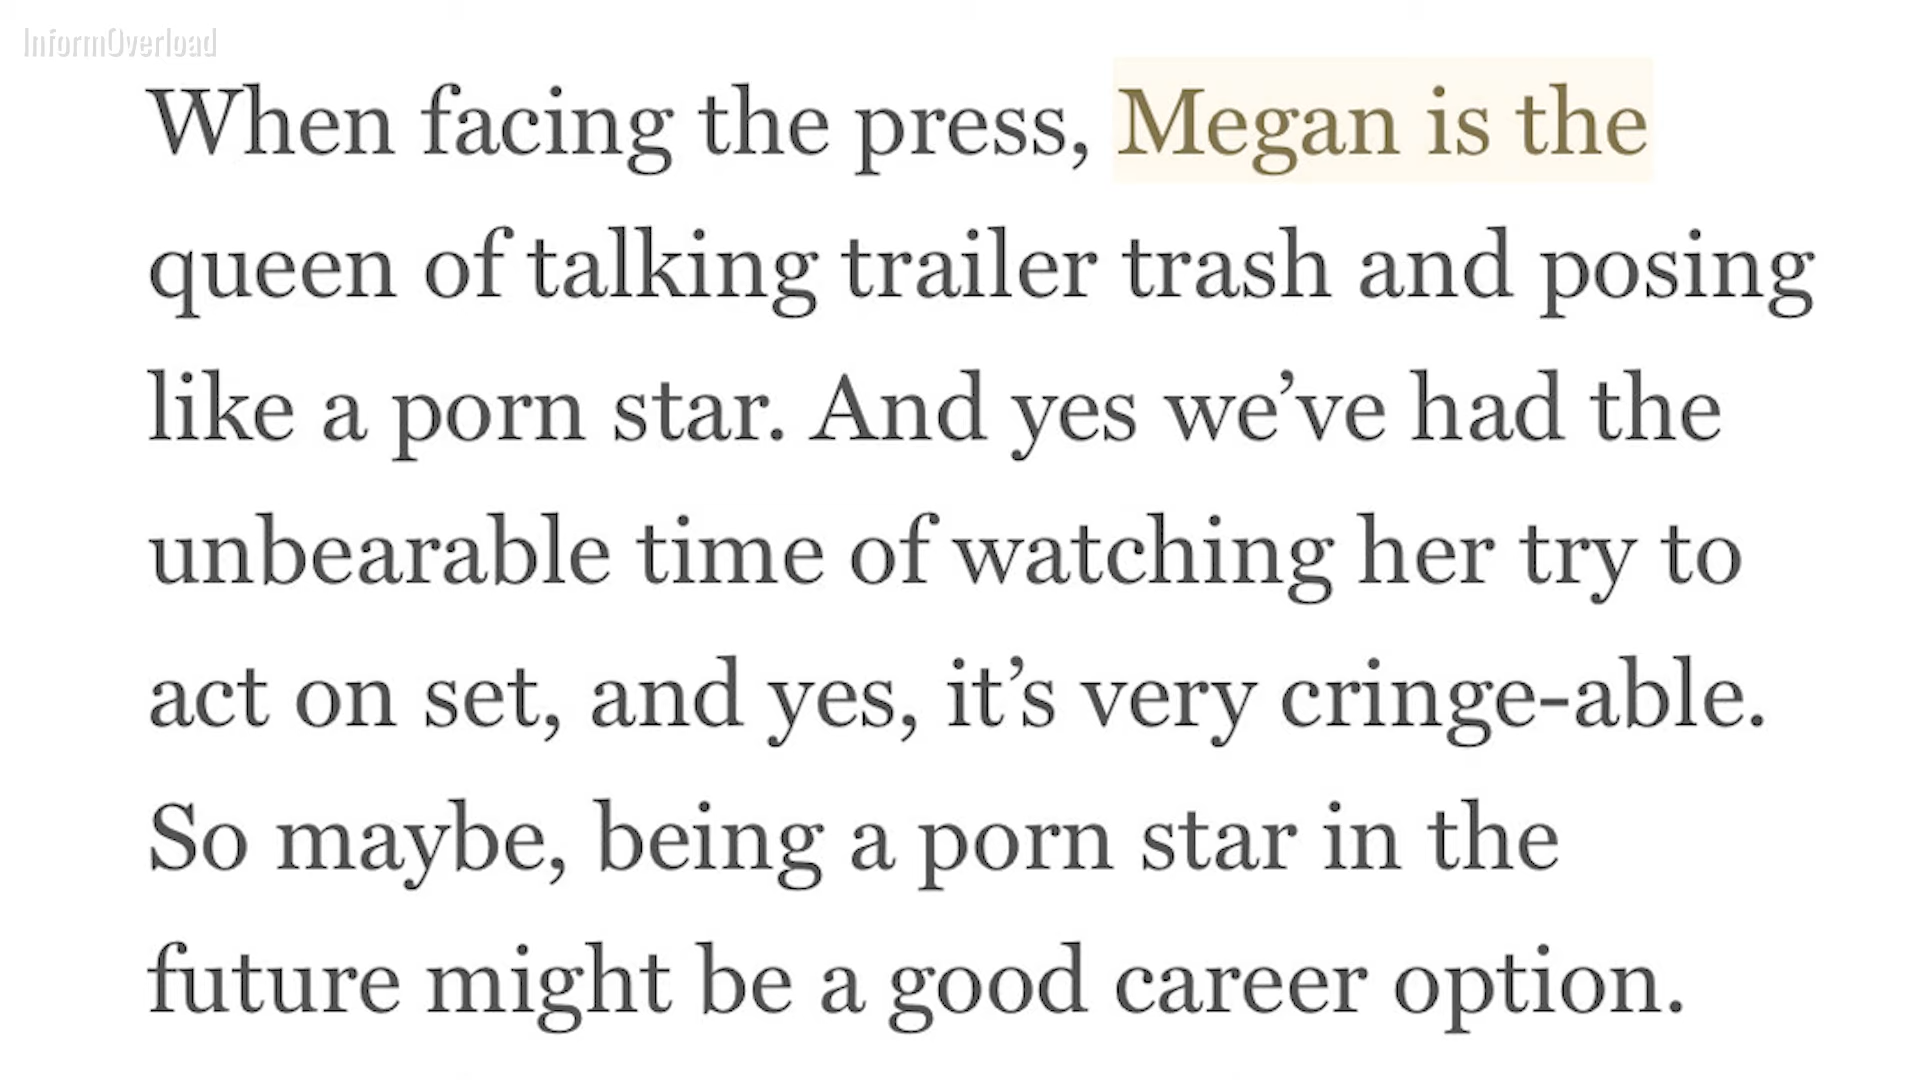 InformOverload
When facing the press, Megan is the
queen of talking trailer trash and posing
like a porn star. And yes we’ve had the
unbearable time of watching her try to
act on set, and yes, it’s very cringe-able.
So maybe, being a porn star in the
future might be a good career option.